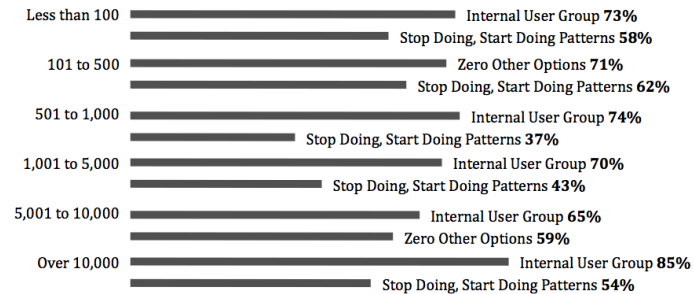 Less than 100 Internal User Group 73%
Stop Doing, Start Doing Patterns 58%
101 to 500 Zero Other Options 71%
Stop Doing, Start Doing Patterns 62%
501 to 1,000 Internal User Group 74%
Stop Doing, Start Doing Patterns 37%
1,001 to 5,000 Internal User Group 70%
Stop Doing, Start Doing Patterns 43%
5,001 to 10,000 Internal User Group 65%
Zero Other Options 59%
Over 10,000 Internal User Group 85%
Stop Doing, Start Doing Patterns 54%